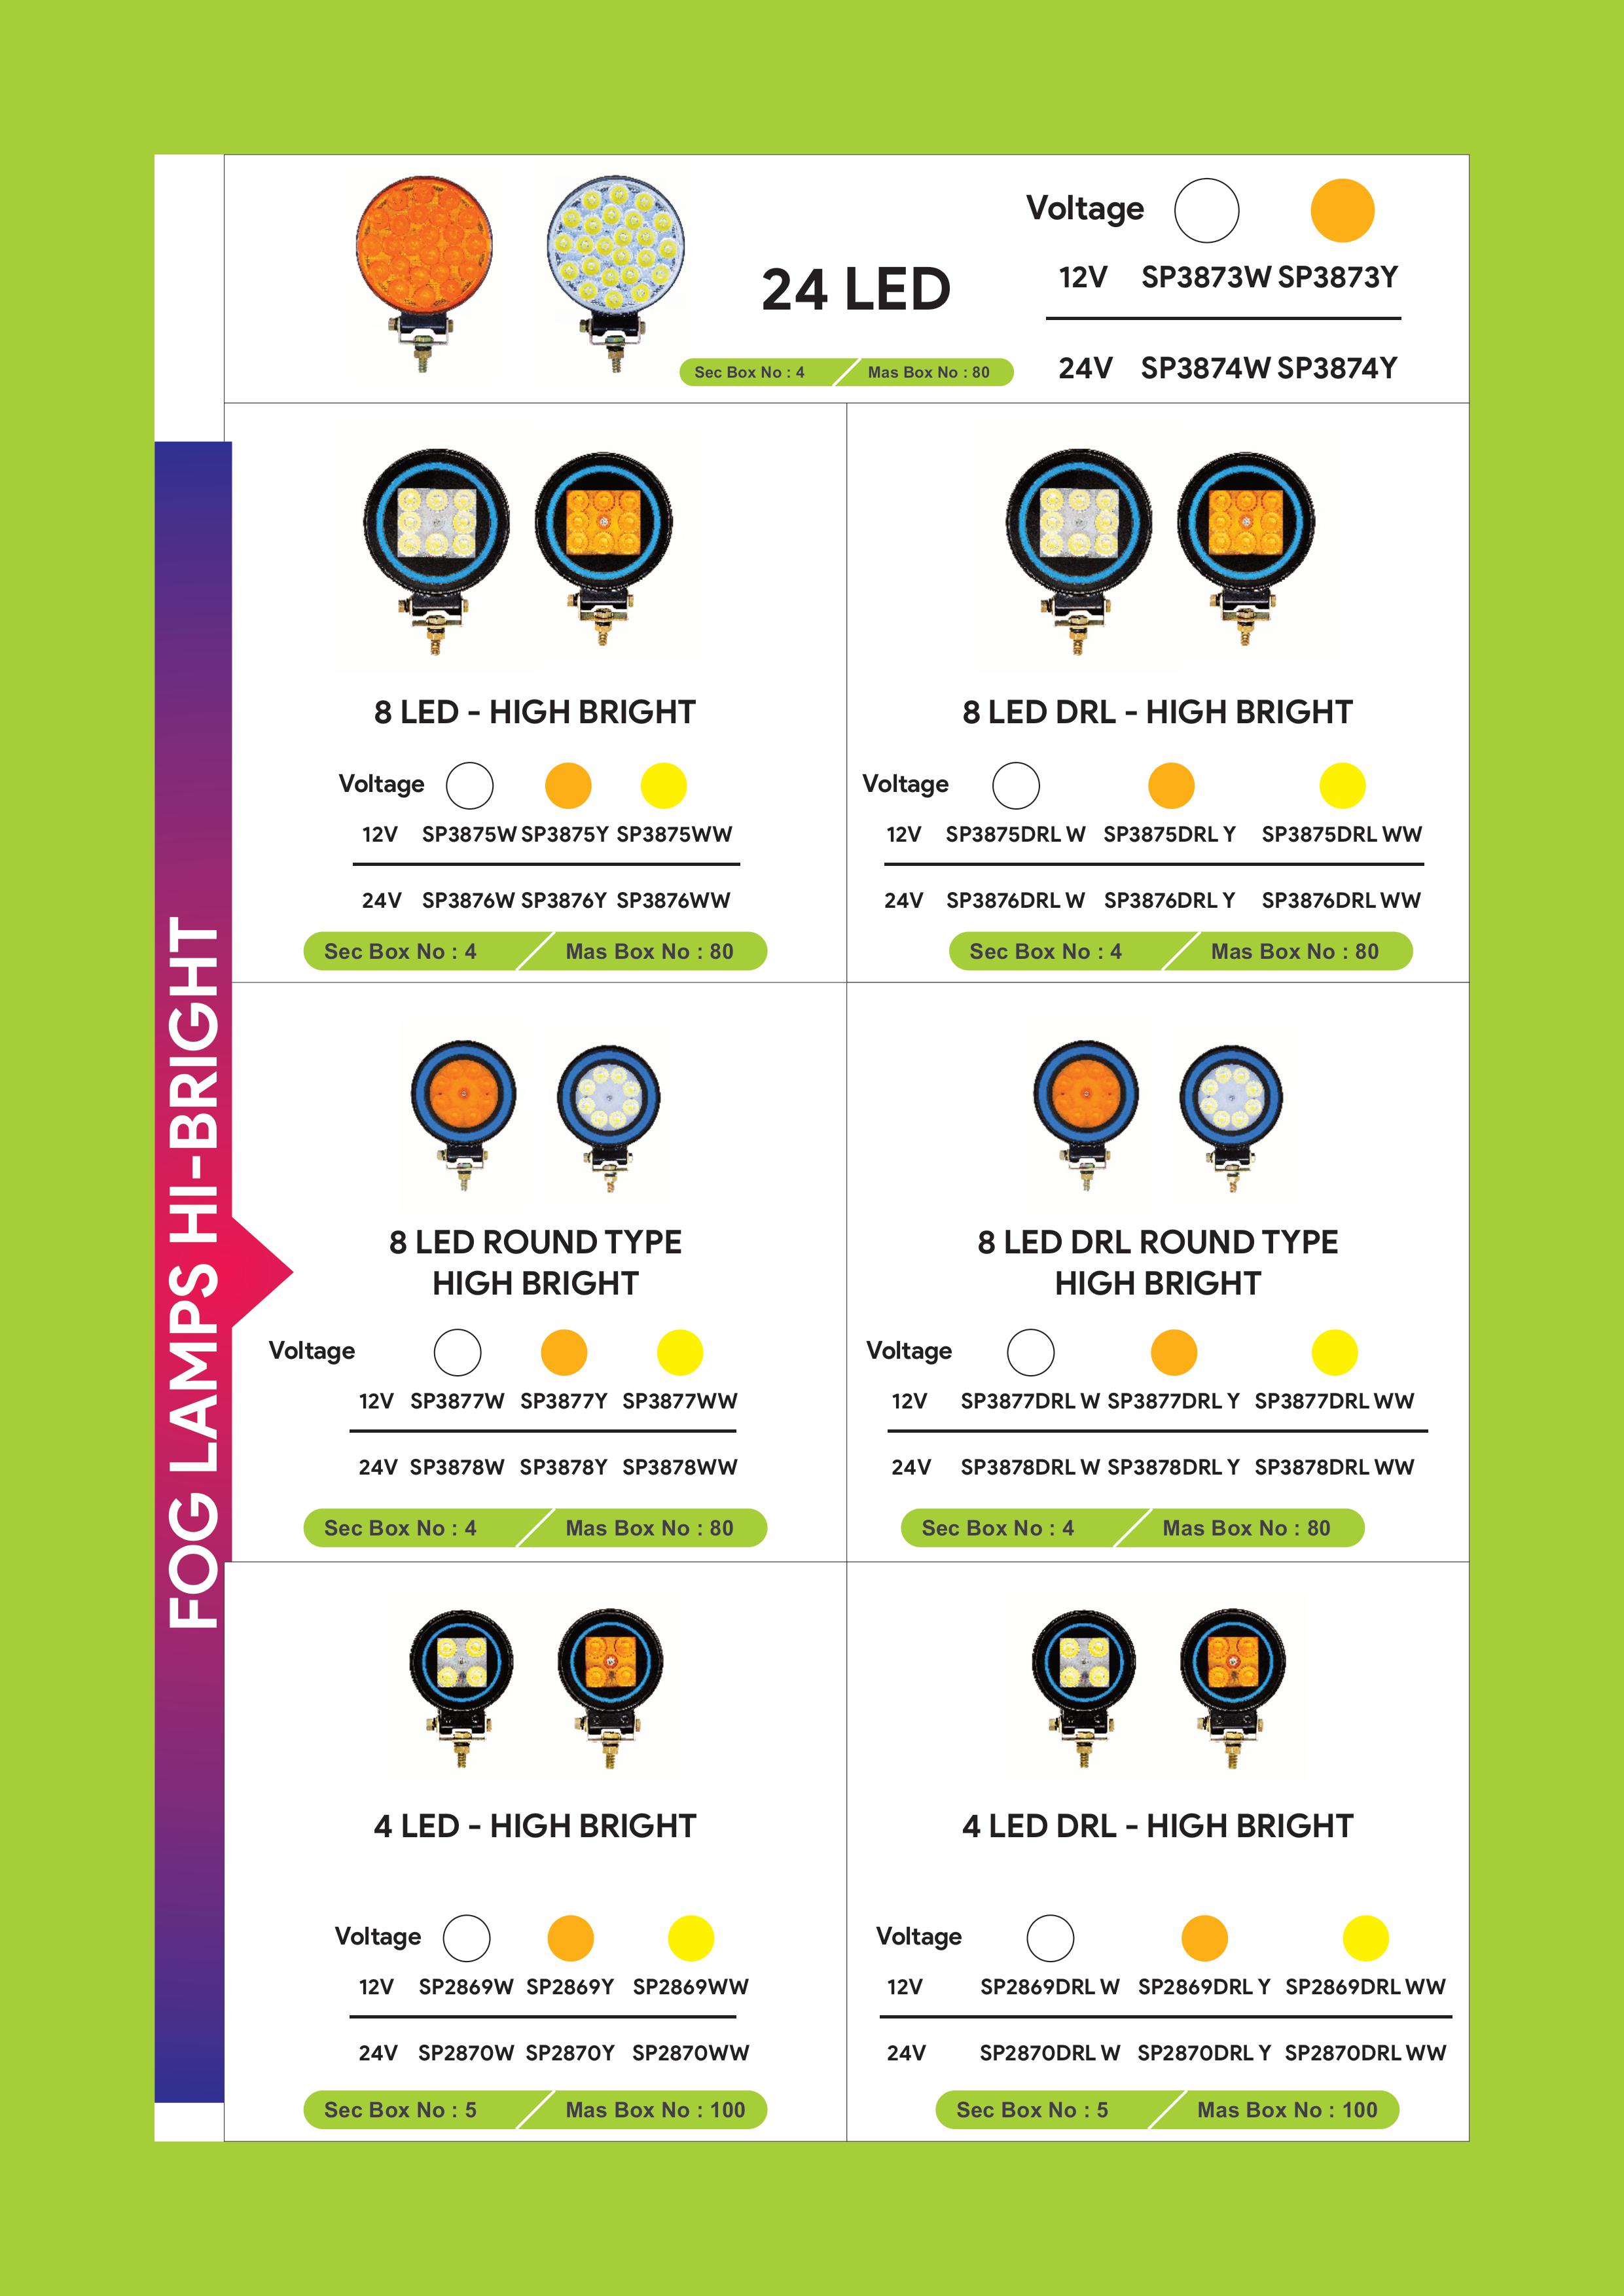 FOG LAMPS HI-BRIGHT
24 LED
Sec Box No : 4 Mas Box No : 80
Voltage
12V SP3873W SP3873Y
24V SP3874W SP3874Y
8 LED - HIGH BRIGHT
Voltage
12V SP3875W SP3875Y SP3875WW
24V SP3876W SP3876Y SP3876WW
Sec Box No : 4 Mas Box No : 80
8 LED DRL - HIGH BRIGHT
Voltage
12V SP3875DRL W SP3875DRL Y SP3875DRL WW
24V SP3876DRL W SP3876DRL Y SP3876DRL WW
Sec Box No : 4 Mas Box No : 80
8 LED ROUND TYPE
HIGH BRIGHT
Voltage
12V SP3877W SP3877Y SP3877WW
24V SP3878W SP3878Y SP3878WW
Sec Box No : 4 Mas Box No : 80
8 LED DRL ROUND TYPE
HIGH BRIGHT
Voltage
12V SP3877DRL W SP3877DRL Y SP3877DRL WW
24V SP3878DRL W SP3878DRL Y SP3878DRL WW
Sec Box No : 4 Mas Box No : 80
4 LED - HIGH BRIGHT
Voltage
12V SP2869W SP2869Y SP2869WW
24V SP2870W SP2870Y SP2870WW
Sec Box No : 5 Mas Box No : 100
4 LED DRL - HIGH BRIGHT
Voltage
12V SP2869DRL W SP2869DRL Y SP2869DRL WW
24V SP2870DRL W SP2870DRL Y SP2870DRL WW
Sec Box No : 5 Mas Box No : 100